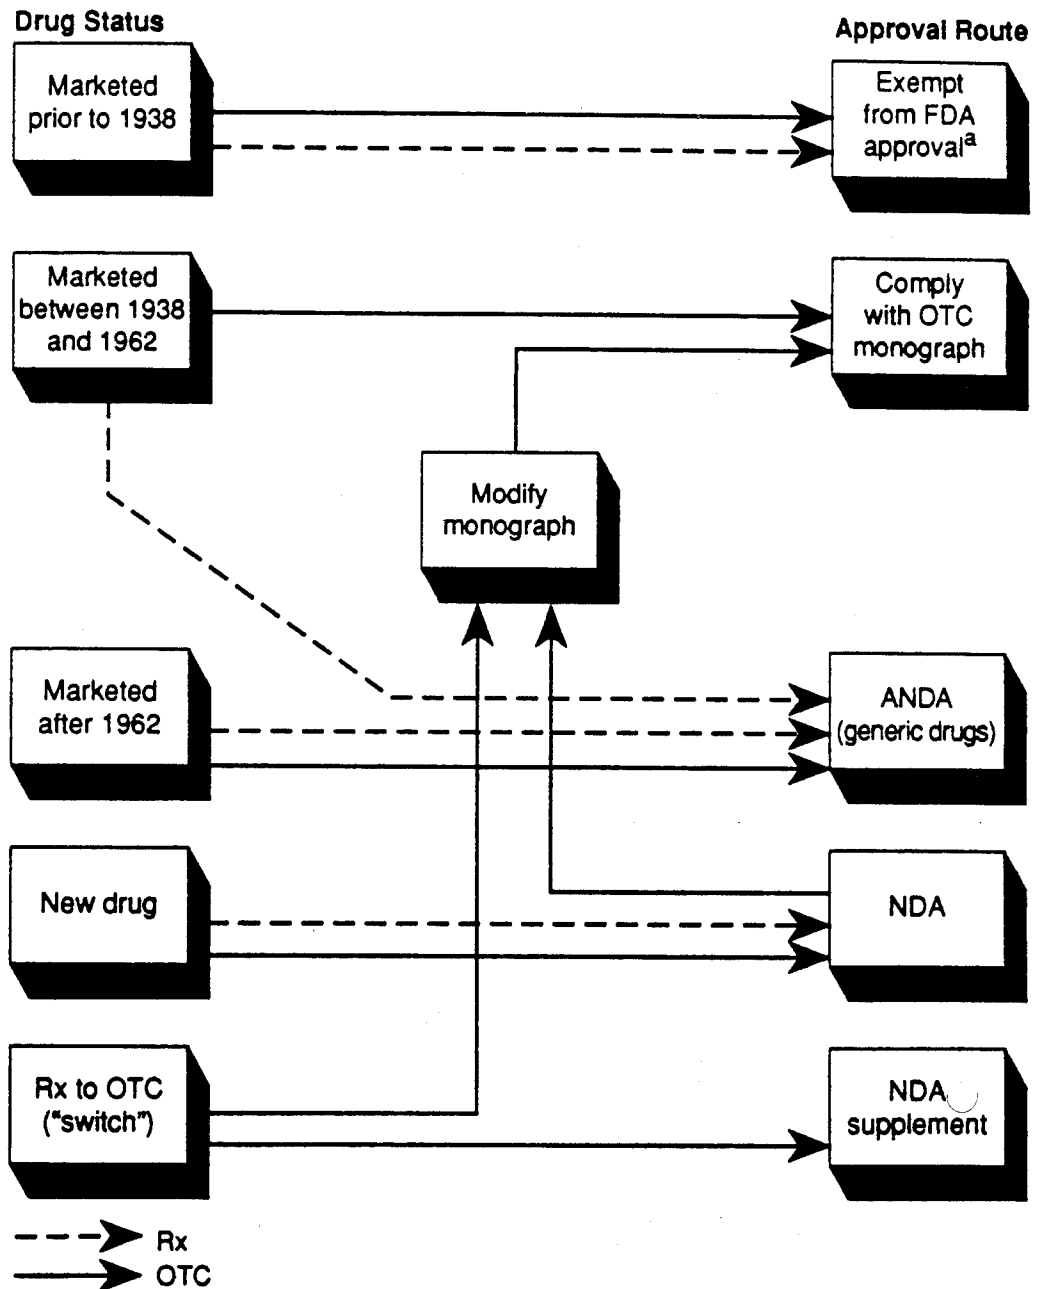 Drug Status
Approval Route
Marketed
prior to 1938
Exempt
from FDA
approvalᵃ
Marketed
between 1938
and 1962
Comply
with OTC
monograph
Modify
monograph
Marketed
after 1962
ANDA
(generic drugs)
New drug
NDA
Rx to OTC
("switch")
NDA
supplement
Rx
OTC